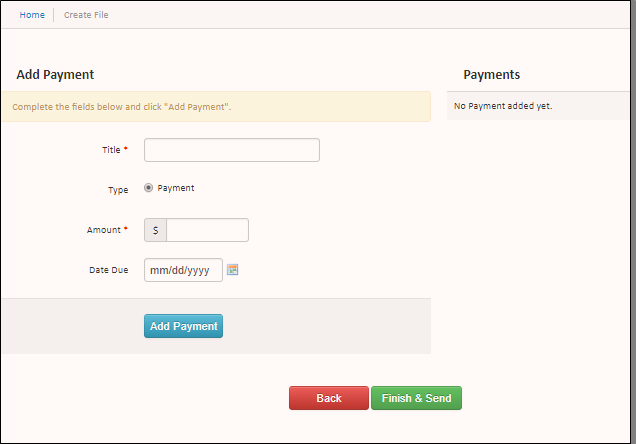 Home
Create File
Add Payment
Complete the fields below and click "Add Payment".
Title *
Type
Payment
Amount *
$
Date Due
mm/dd/yyyy
Add Payment
Payments
No Payment added yet.
Back
Finish & Send